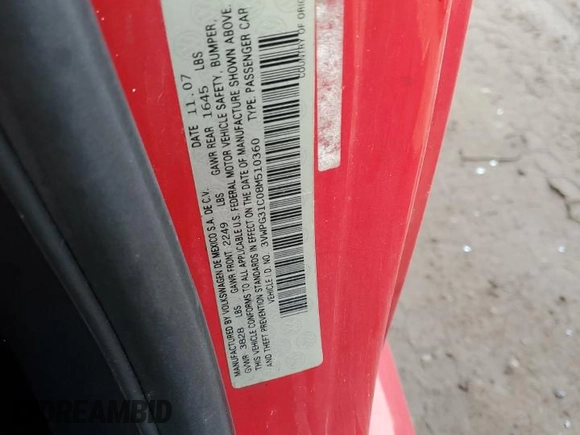 MANUFACTURED BY VOLKSWAGEN DE MEXICO S.A. DE C.V. DATE 11.07
GVWR 3828 LBS GAWR FRONT 2249 LBS GAWR REAR 1645 LBS
THIS VEHICLE CONFORMS TO ALL APPLICABLE U.S. FEDERAL MOTOR VEHICLE SAFETY, BUMPER,
AND THEFT PREVENTION STANDARDS IN EFFECT ON THE DATE OF MANUFACTURE SHOWN ABOVE.
VEHICLE I.D. NO. 3VWPG31C08M510360 TYPE: PASSENGER CAR
COUNTRY OF ORIG
DREAMBID